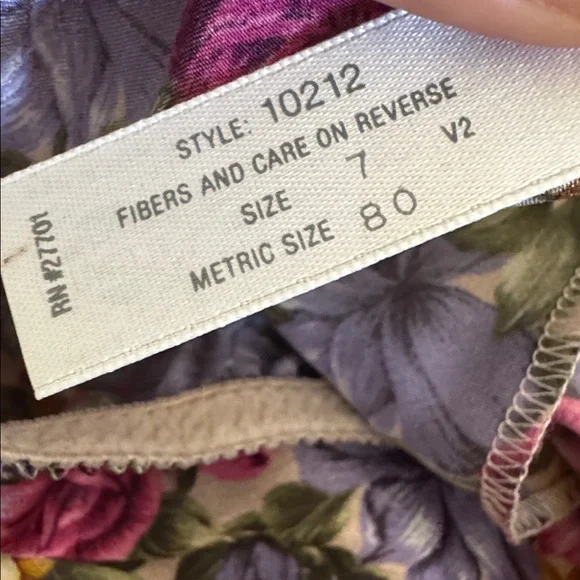 STYLE: 10212
FIBERS AND CARE ON REVERSE
SIZE 7 V2
METRIC SIZE 80
RN #27701